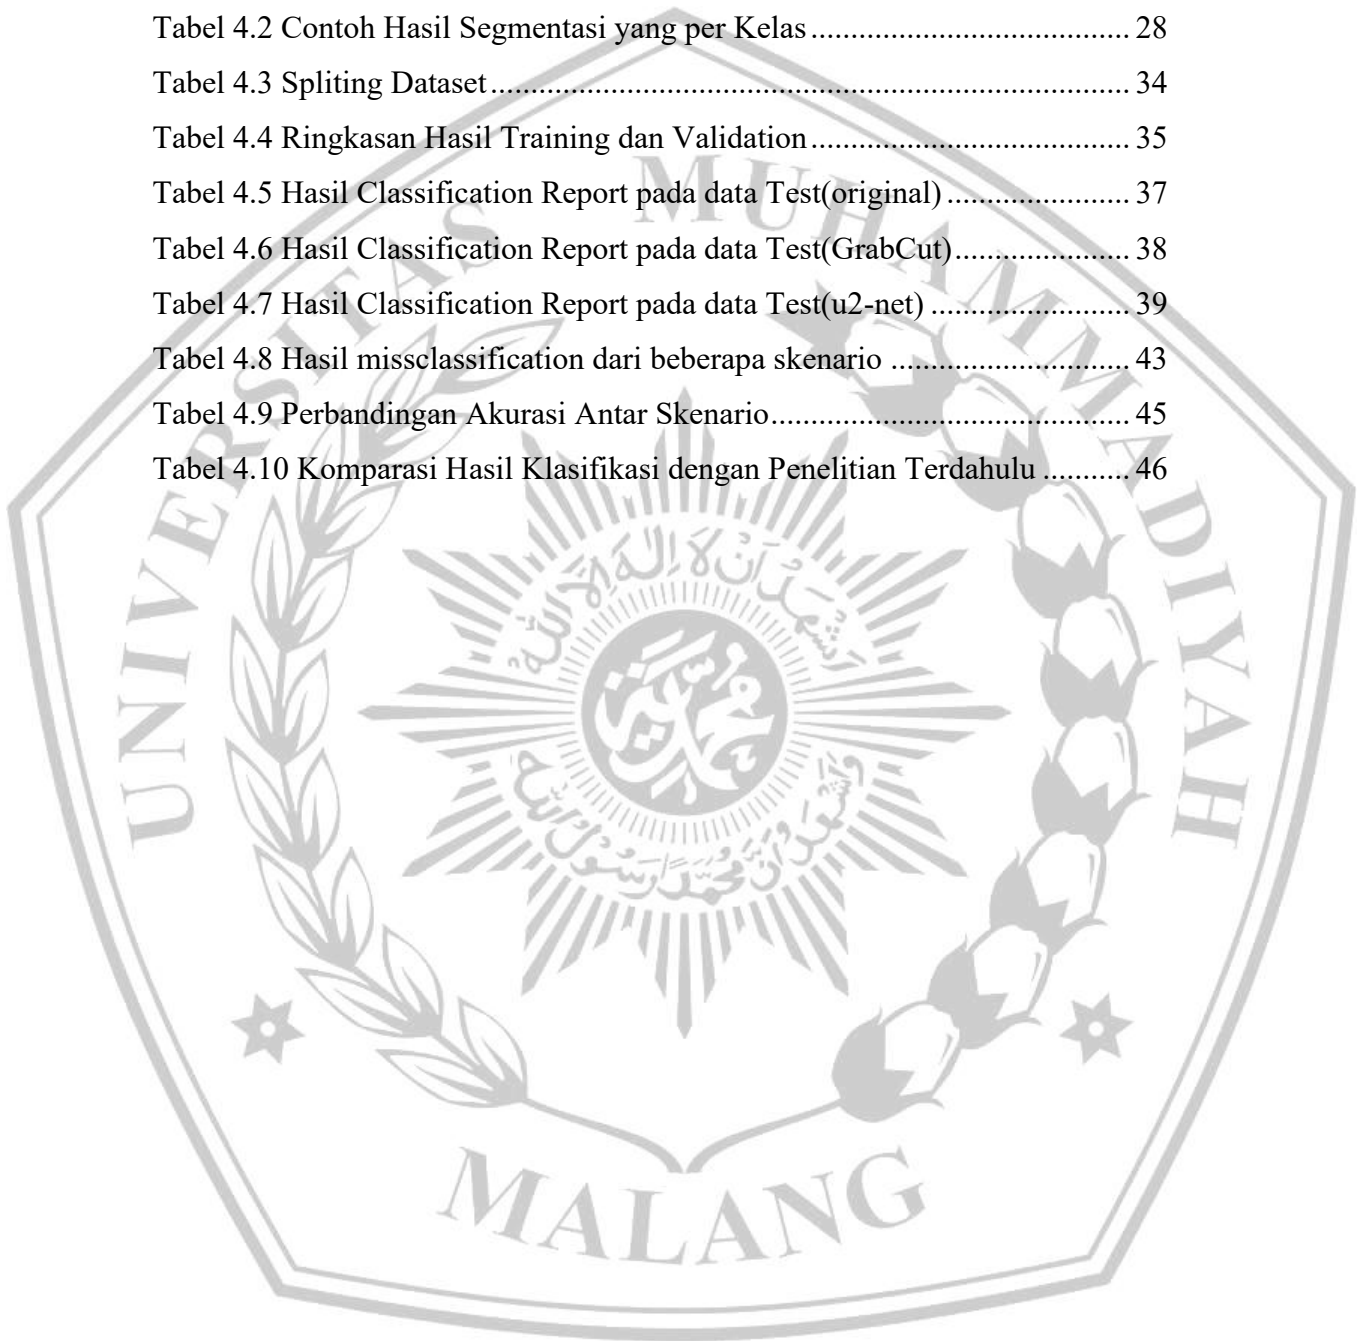 Tabel 4.2 Contoh Hasil Segmentasi yang per Kelas ................................... 28
Tabel 4.3 Spliting Dataset ......................................................................... 34
Tabel 4.4 Ringkasan Hasil Training dan Validation ................................... 35
Tabel 4.5 Hasil Classification Report pada data Test(original) .................... 37
Tabel 4.6 Hasil Classification Report pada data Test(GrabCut) ................... 38
Tabel 4.7 Hasil Classification Report pada data Test(u2-net) ...................... 39
Tabel 4.8 Hasil missclassification dari beberapa skenario .......................... 43
Tabel 4.9 Perbandingan Akurasi Antar Skenario ....................................... 45
Tabel 4.10 Komparasi Hasil Klasifikasi dengan Penelitian Terdahulu ........... 46
UNIVERSITAS MUHAMMADIYAH
MALANG